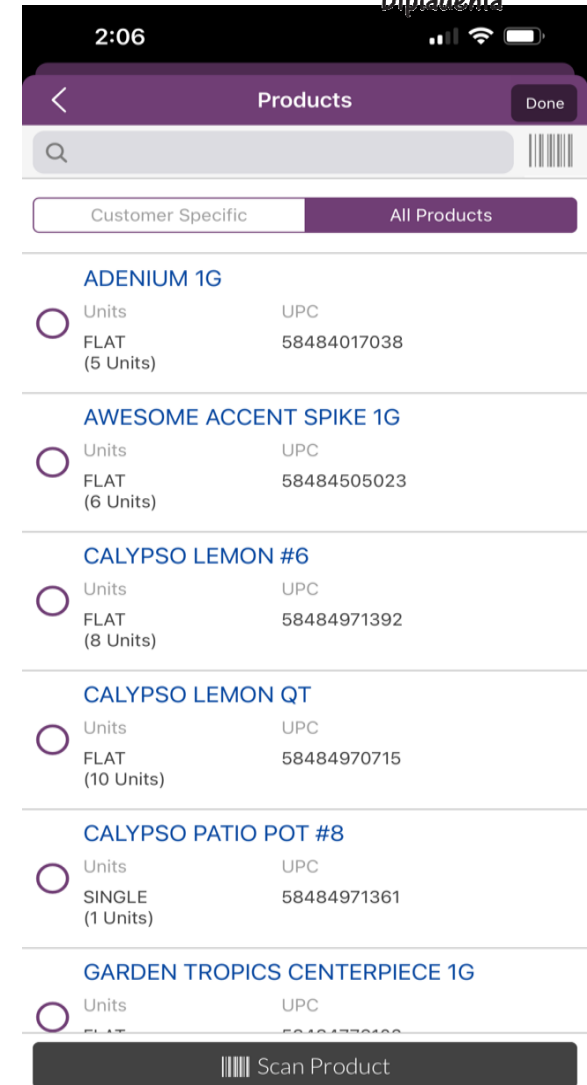 Dipladenia
2:06
Products
Done
Customer Specific
All Products
ADENIUM 1G
Units UPC
FLAT 58484017038
(5 Units)
AWESOME ACCENT SPIKE 1G
Units UPC
FLAT 58484505023
(6 Units)
CALYPSO LEMON #6
Units UPC
FLAT 58484971392
(8 Units)
CALYPSO LEMON QT
Units UPC
FLAT 58484970715
(10 Units)
CALYPSO PATIO POT #8
Units UPC
SINGLE 58484971361
(1 Units)
GARDEN TROPICS CENTERPIECE 1G
Units UPC
Scan Product